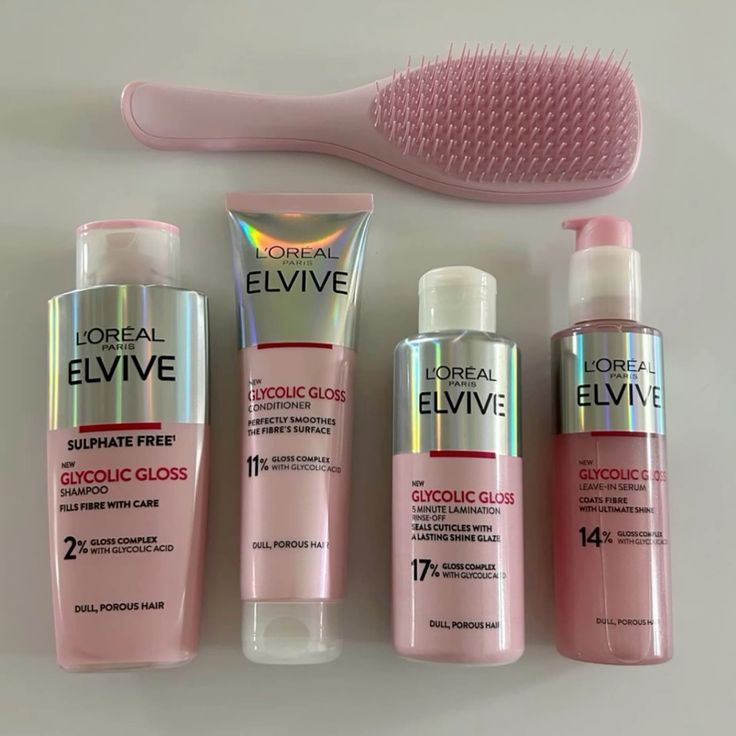 L'ORÉAL
PARIS
ELVIVE
SULPHATE FREE¹
NEW
GLYCOLIC GLOSS
SHAMPOO
FILLS FIBRE WITH CARE
2% GLOSS COMPLEX
WITH GLYCOLIC ACID
DULL, POROUS HAIR
L'ORÉAL
PARIS
ELVIVE
NEW
GLYCOLIC GLOSS
CONDITIONER
PERFECTLY SMOOTHES
THE FIBRE'S SURFACE
11% GLOSS COMPLEX
WITH GLYCOLIC ACID
DULL, POROUS HAIR
L'ORÉAL
PARIS
ELVIVE
NEW
GLYCOLIC GLOSS
5 MINUTE LAMINATION
RINSE-OFF
SEALS CUTICLES WITH
A LASTING SHINE GLAZE
17% GLOSS COMPLEX
WITH GLYCOLIC ACID
DULL, POROUS HAI
L'ORÉAL
PARIS
ELVIVE
NEW
GLYCOLIC GLOSS
LEAVE-IN SERUM
COATS FIBRE
WITH ULTIMATE SHINE
14% GLOSS COMPLEX
WITH GLYCOLIC ACID
DULL, POROUS HAIR